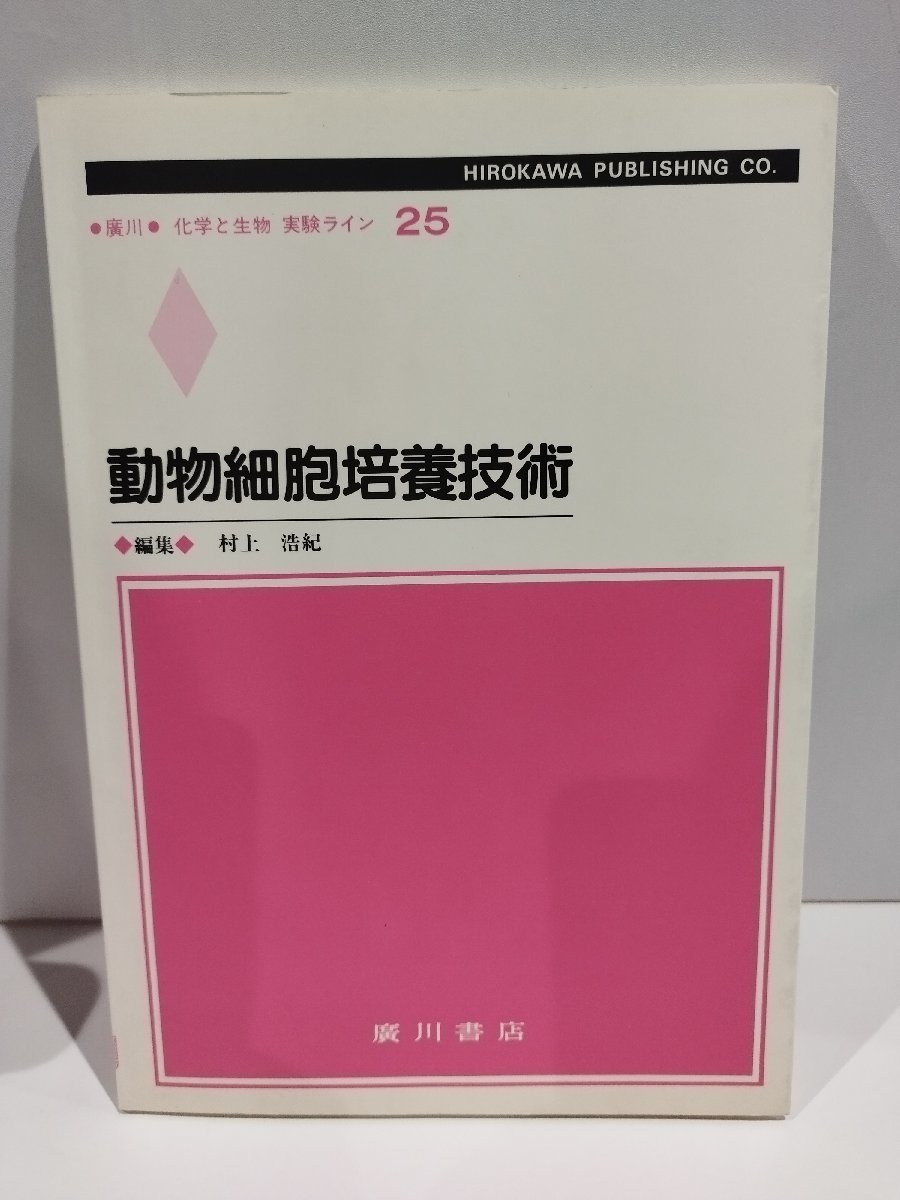 HIROKAWA PUBLISHING CO.
●廣川● 化学と生物 実験ライン 25
動物細胞培養技術
◆編集◆ 村上 浩紀
廣川書店